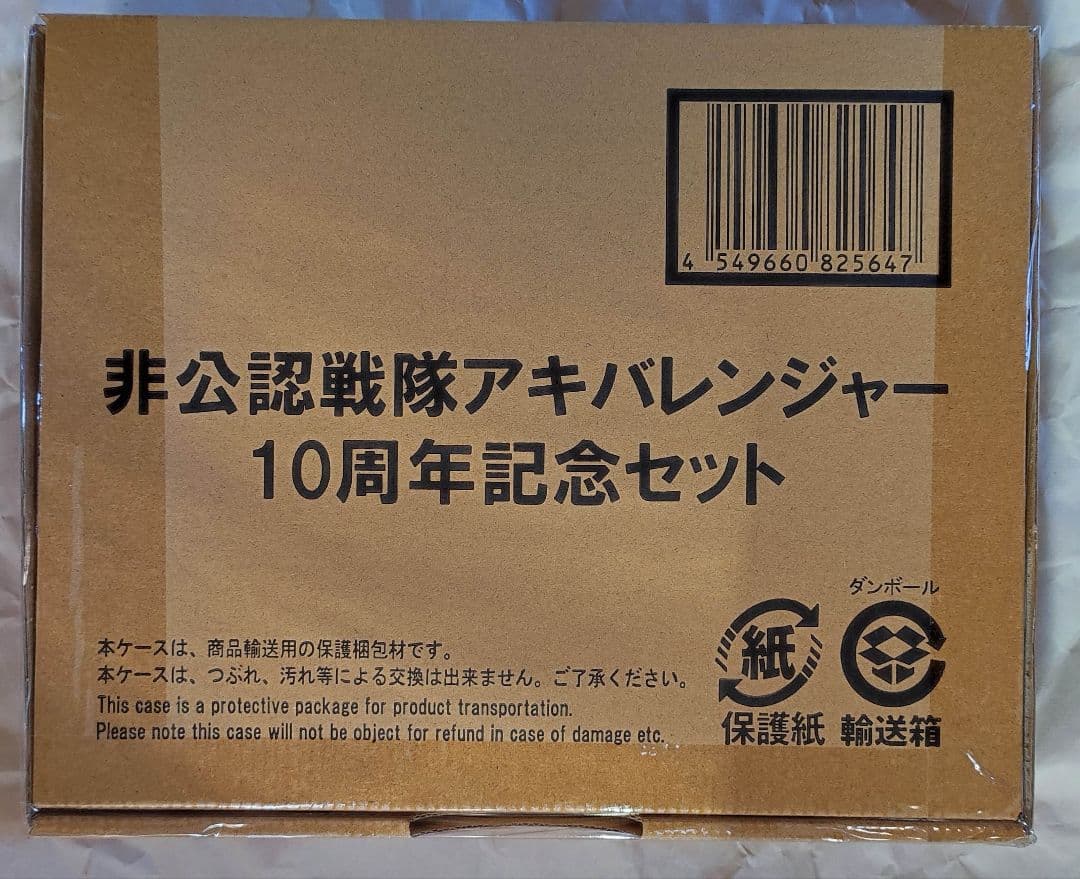 4 549660 825647
非公認戦隊アキバレンジャー
10周年記念セット
本ケースは、商品輸送用の保護梱包材です。
本ケースは、つぶれ、汚れ等による交換は出来ません。ご了承ください。
This case is a protective package for product transportation.
Please note this case will not be object for refund in case of damage etc.
紙
保護紙
ダンボール
輸送箱